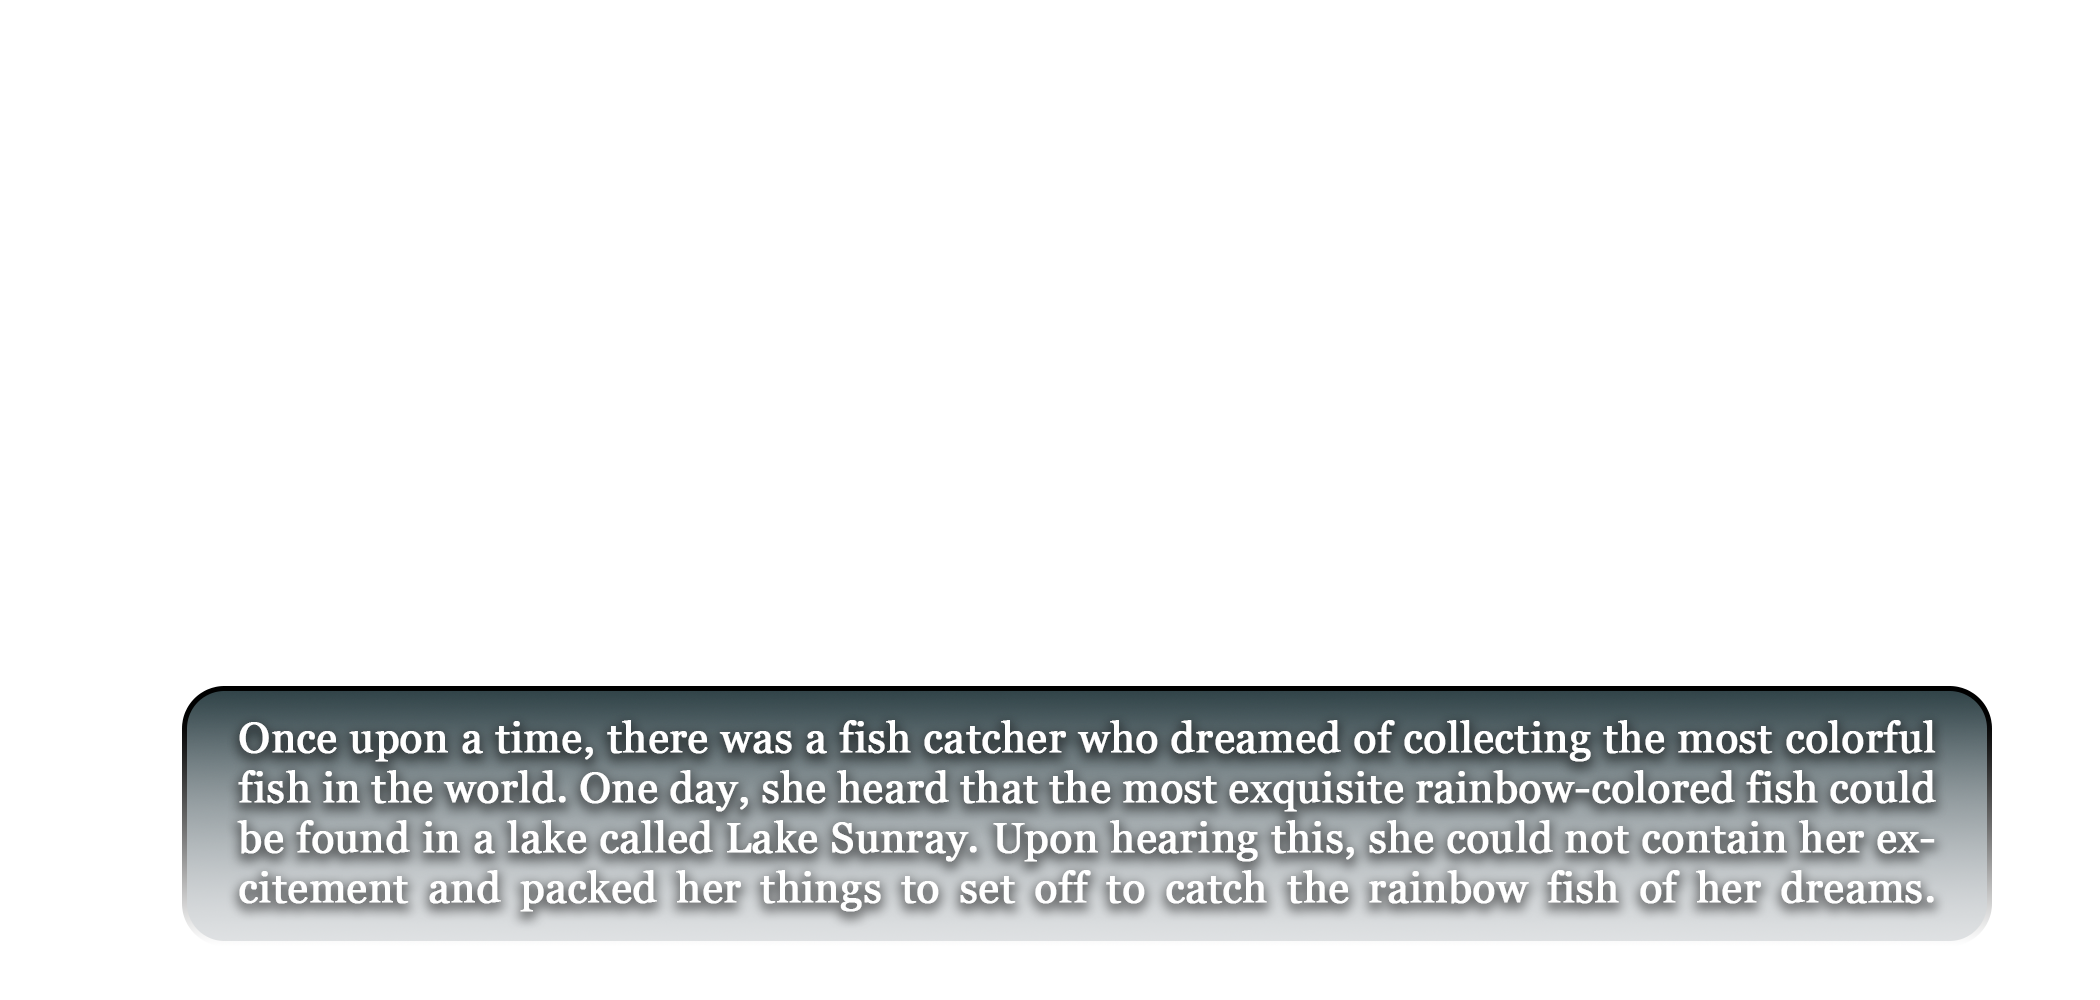 Once upon a time, there was a fish catcher who dreamed of collecting the most colorful
fish in the world. One day, she heard that the most exquisite rainbow-colored fish could
be found in a lake called Lake Sunray. Upon hearing this, she could not contain her ex-
citement and packed her things to set off to catch the rainbow fish of her dreams.